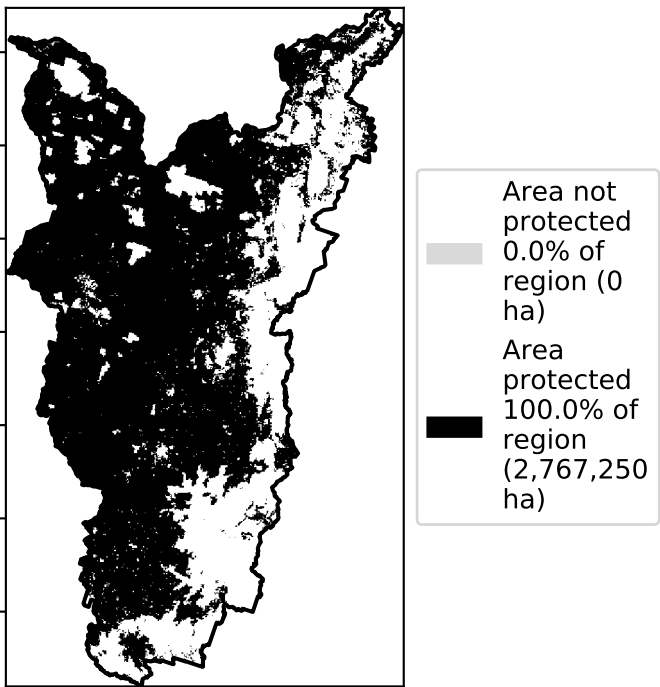 Area not
protected
0.0% of
region (0
ha)
Area
protected
100.0% of
region
(2,767,250
ha)